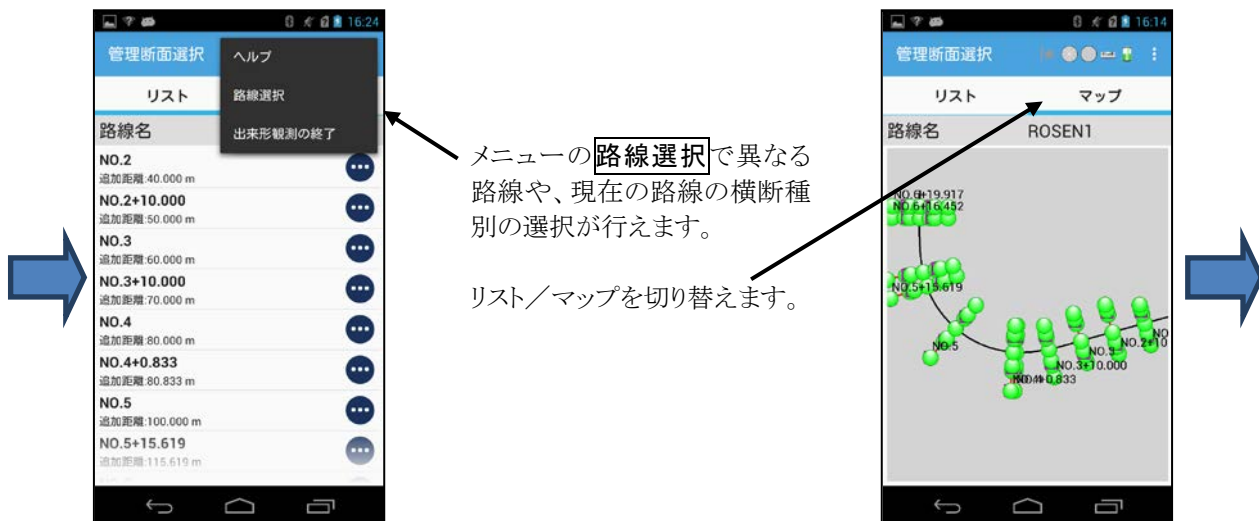 16:24
管理断面選択
ヘルプ
リスト
路線選択
路線名
出来形観測の終了
NO.2
追加距離:40.000 m
NO.2+10.000
追加距離:50.000 m
NO.3
追加距離:60.000 m
NO.3+10.000
追加距離:70.000 m
NO.4
追加距離:80.000 m
NO.4+0.833
追加距離:80.833 m
NO.5
追加距離:100.000 m
NO.5+15.619
追加距離:115.619 m
メニューの路線選択で異なる
路線や、現在の路線の横断種
別の選択が行えます。
リスト／マップを切り替えます。
16:14
管理断面選択
リスト マップ
路線名 ROSEN1
NO.6+16.452
NO.5+15.619
NO.5
NO.3
NO.3+10.000